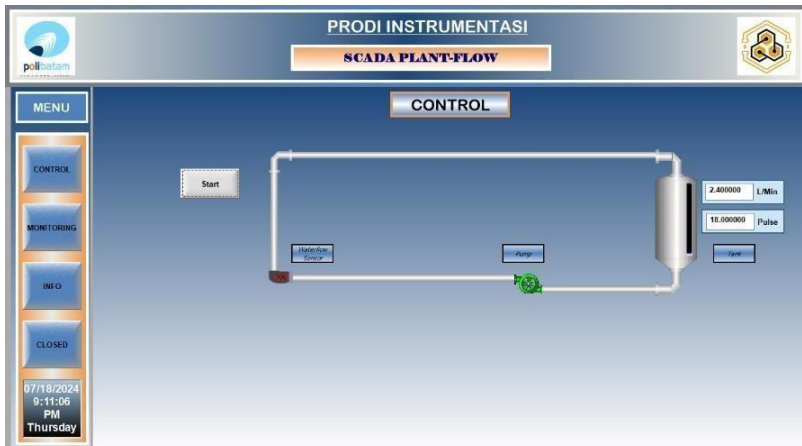 PRODI INSTRUMENTASI
polibatam
SCADA PLANT-FLOW
MENU
CONTROL
CONTROL
Start
2.400000 L/Min
MONITORING
18.000000 Pulse
Waterflow
Sensor
Pump
Tank
INFO
CLOSED
07/18/2024
9:11:06
PM
Thursday